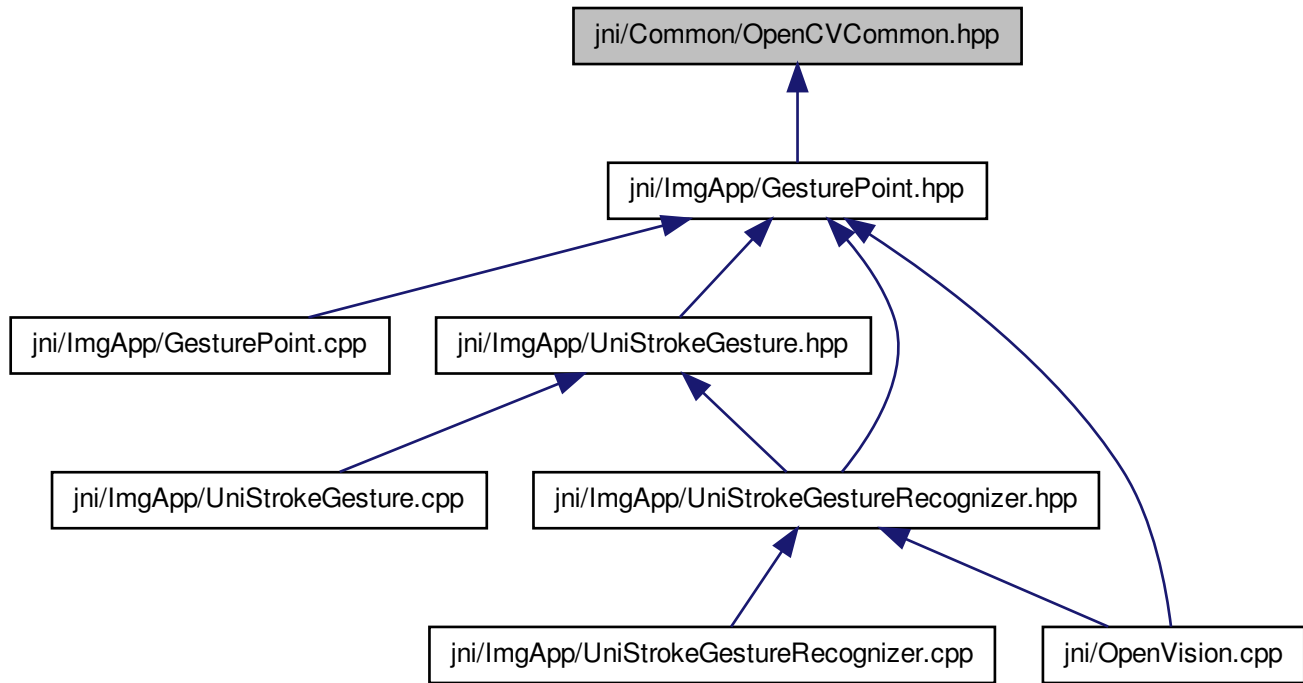 jni/Common/OpenCVCommon.hpp
jni/ImgApp/GesturePoint.hpp
jni/ImgApp/GesturePoint.cpp
jni/ImgApp/UniStrokeGesture.hpp
jni/ImgApp/UniStrokeGesture.cpp
jni/ImgApp/UniStrokeGestureRecognizer.hpp
jni/ImgApp/UniStrokeGestureRecognizer.cpp
jni/OpenVision.cpp